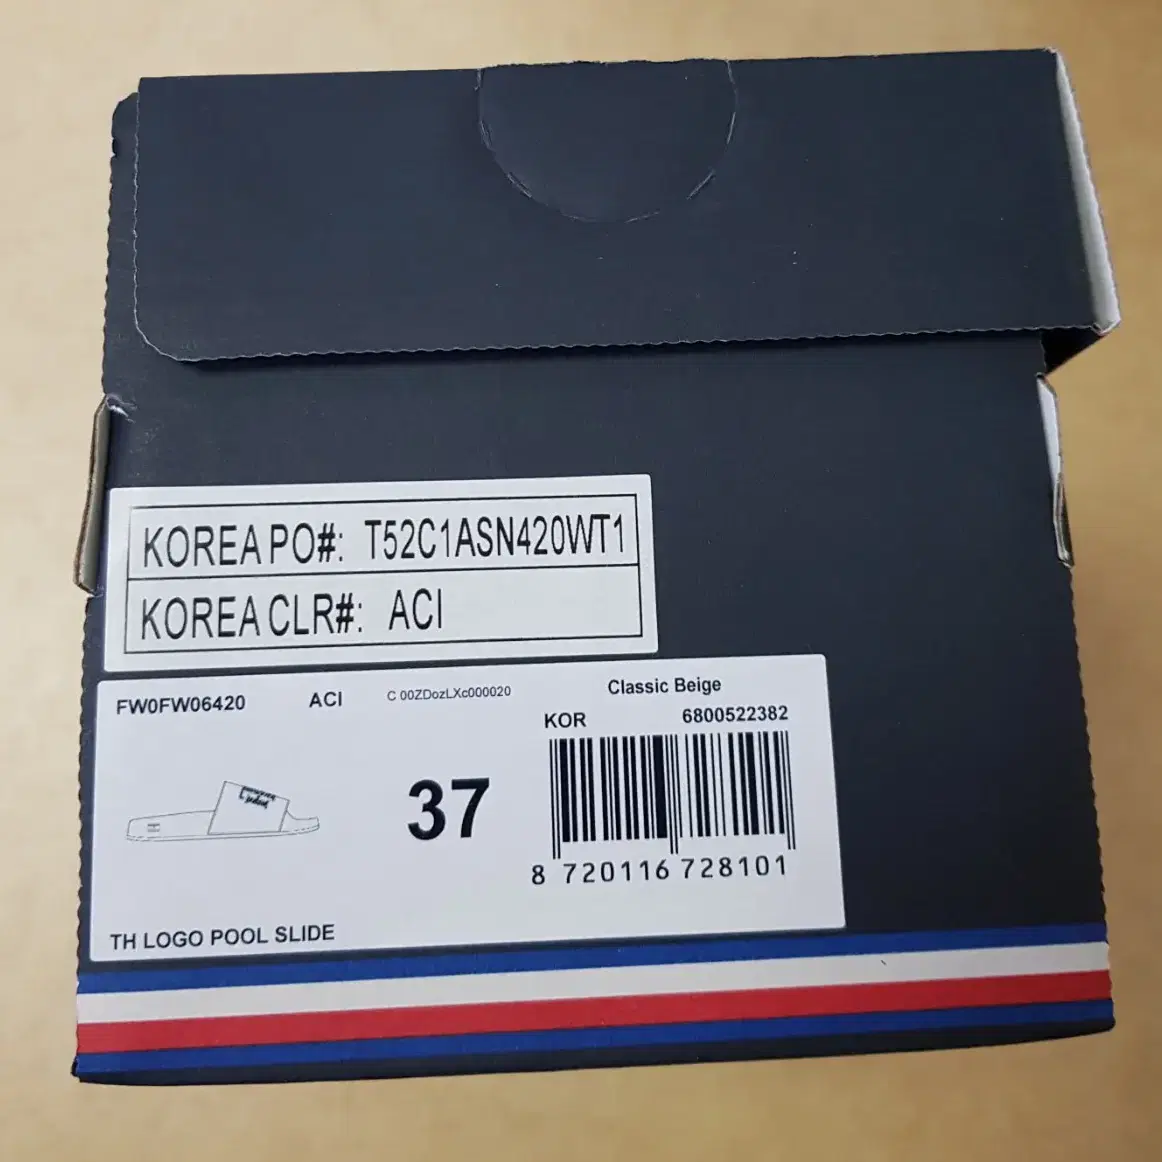 KOREA PO#: T52C1ASN420WT1
KOREA CLR#: ACI
FW0FW06420 ACI C 00ZDozLXc000020 Classic Beige
KOR 6800522382
37
8 720116 728101
TH LOGO POOL SLIDE